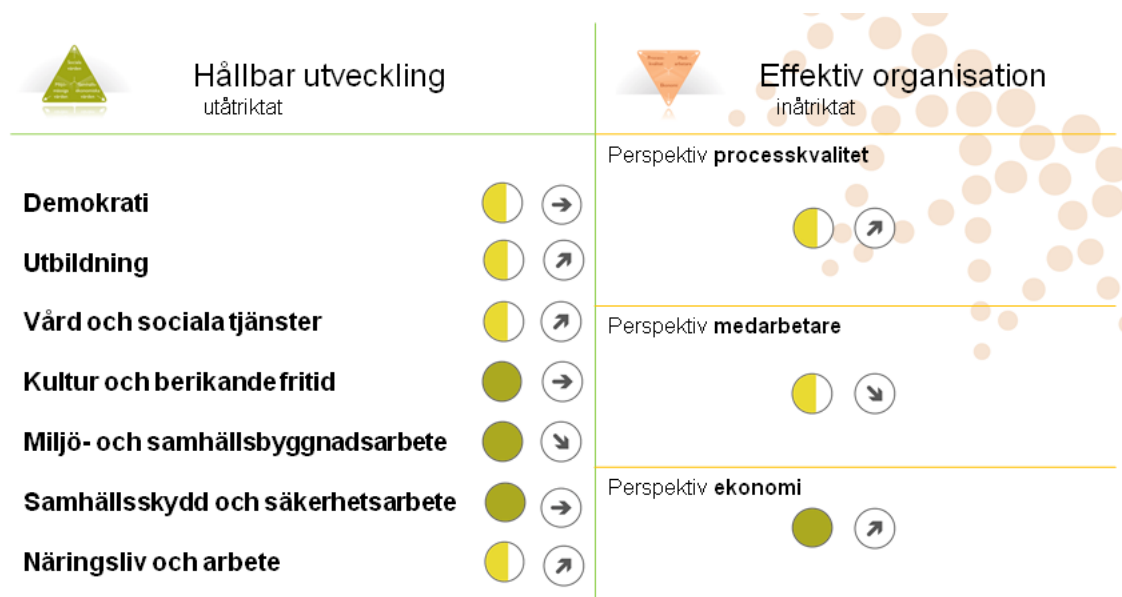 Hållbar utveckling
utåtriktat
Demokrati
Utbildning
Vård och sociala tjänster
Kultur och berikande fritid
Miljö- och samhällsbyggnadsarbete
Samhällsskydd och säkerhetsarbete
Näringsliv och arbete
Effektiv organisation
inåtriktat
Perspektiv processkvalitet
Perspektiv medarbetare
Perspektiv ekonomi